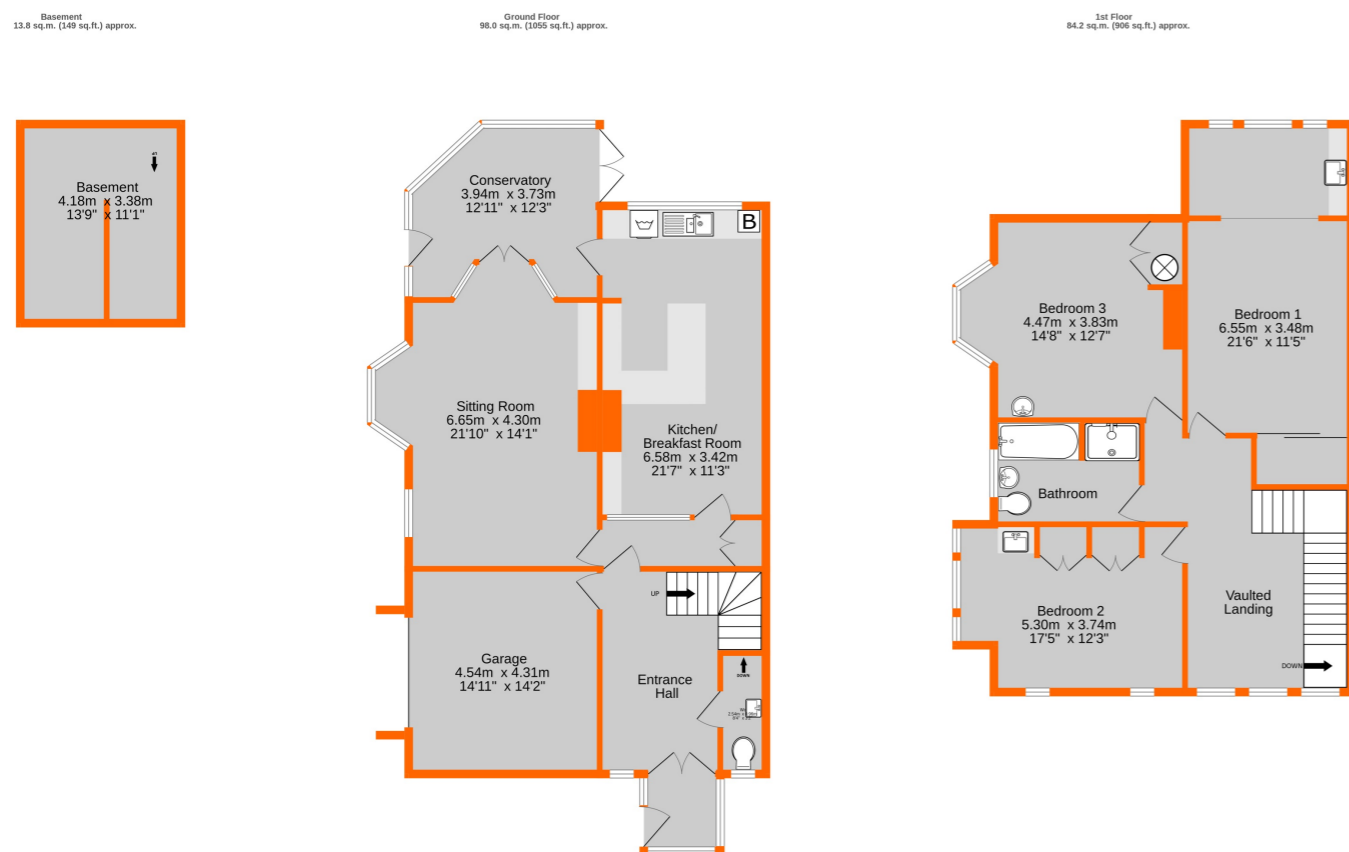 Basement
13.8 sq.m. (149 sq.ft.) approx.
Ground Floor
98.0 sq.m. (1055 sq.ft.) approx.
1st Floor
84.2 sq.m. (906 sq.ft.) approx.
Basement
4.18m x 3.38m
13'9" x 11'1"
Conservatory
3.94m x 3.73m
12'11" x 12'3"
B
Sitting Room
6.65m x 4.30m
21'10" x 14'1"
Kitchen/
Breakfast Room
6.58m x 3.42m
21'7" x 11'3"
UP
Garage
4.54m x 4.31m
14'11" x 14'2"
Entrance
Hall
DOWN
Bedroom 3
4.47m x 3.83m
14'8" x 12'7"
Bedroom 1
6.55m x 3.48m
21'6" x 11'5"
Bathroom
Bedroom 2
5.30m x 3.74m
17'5" x 12'3"
Vaulted
Landing
DOWN